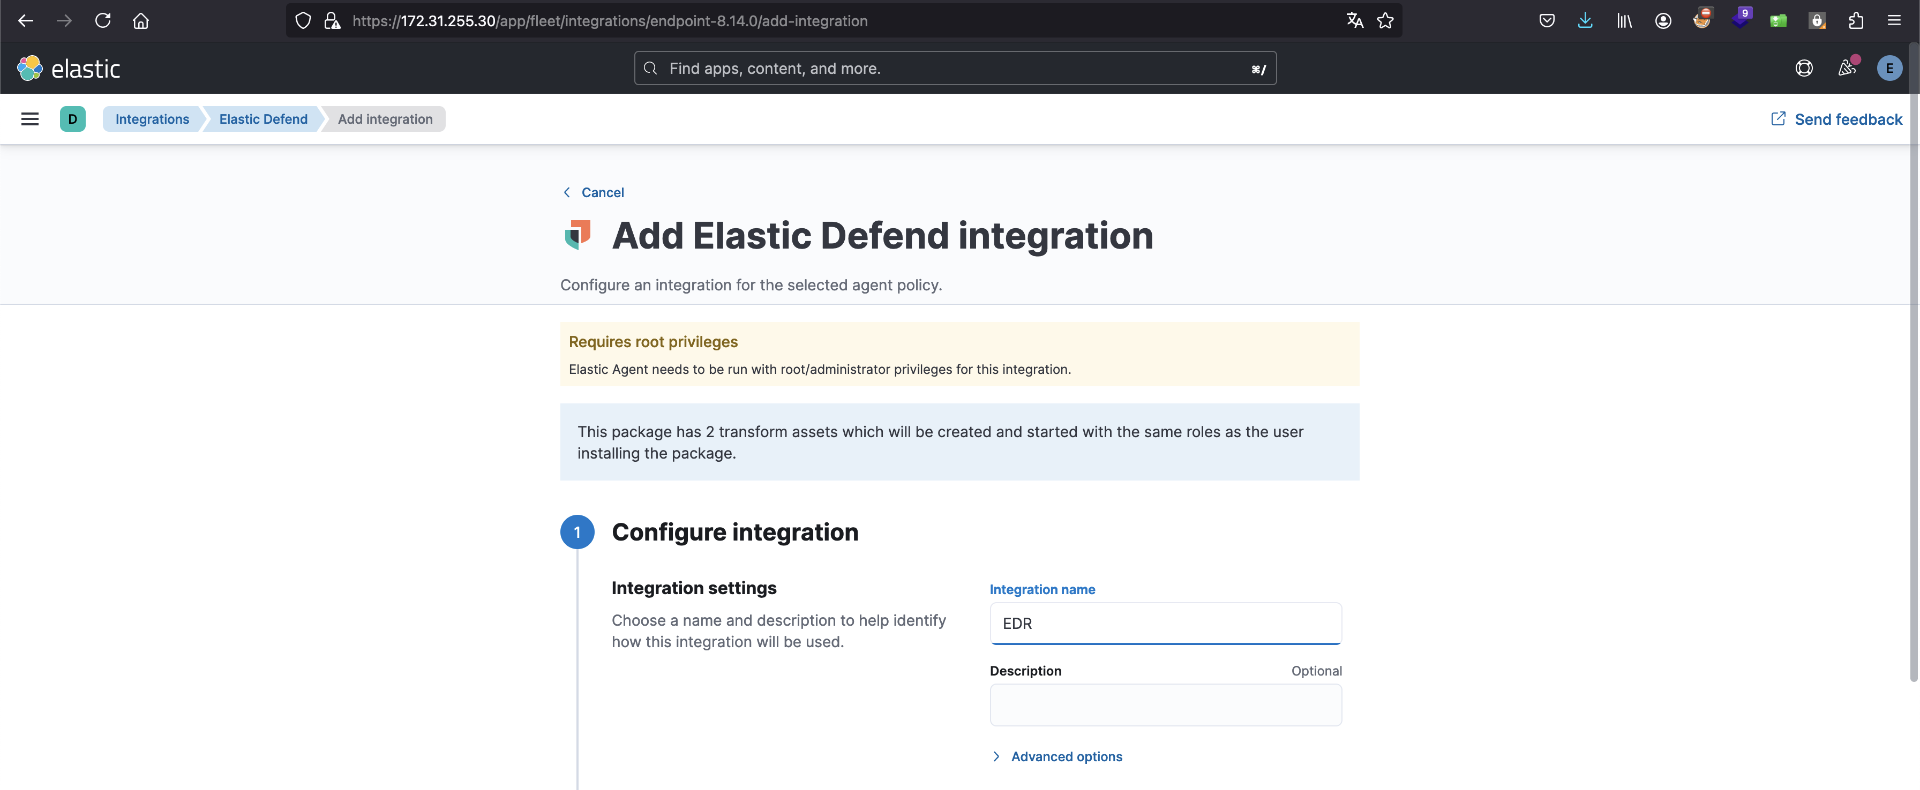 https://172.31.255.30/app/fleet/integrations/endpoint-8.14.0/add-integration
9
elastic
Find apps, content, and more.
⌘/
E
D
Integrations
Elastic Defend
Add integration
Send feedback
Cancel
Add Elastic Defend integration
Configure an integration for the selected agent policy.
Requires root privileges
Elastic Agent needs to be run with root/administrator privileges for this integration.
This package has 2 transform assets which will be created and started with the same roles as the user
installing the package.
1
Configure integration
Integration settings
Choose a name and description to help identify
how this integration will be used.
Integration name
EDR
Description
Optional
Advanced options